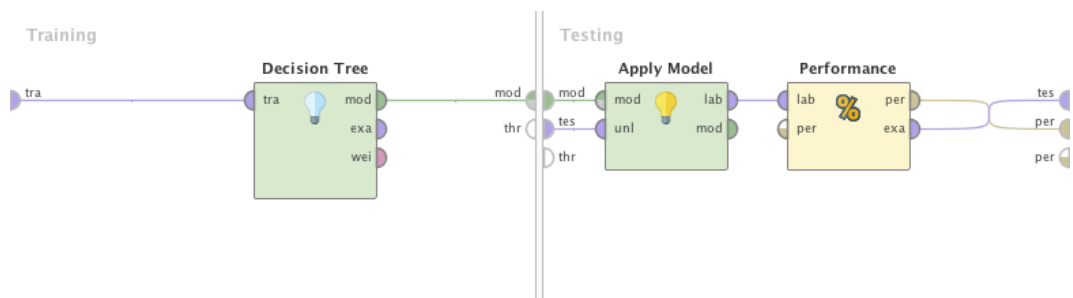 Training
Testing
Decision Tree
Apply Model
Performance
tra
tra
mod
mod
mod
mod
lab
lab
per
tes
exa
thr
tes
unl
mod
per
exa
per
wei
thr
per